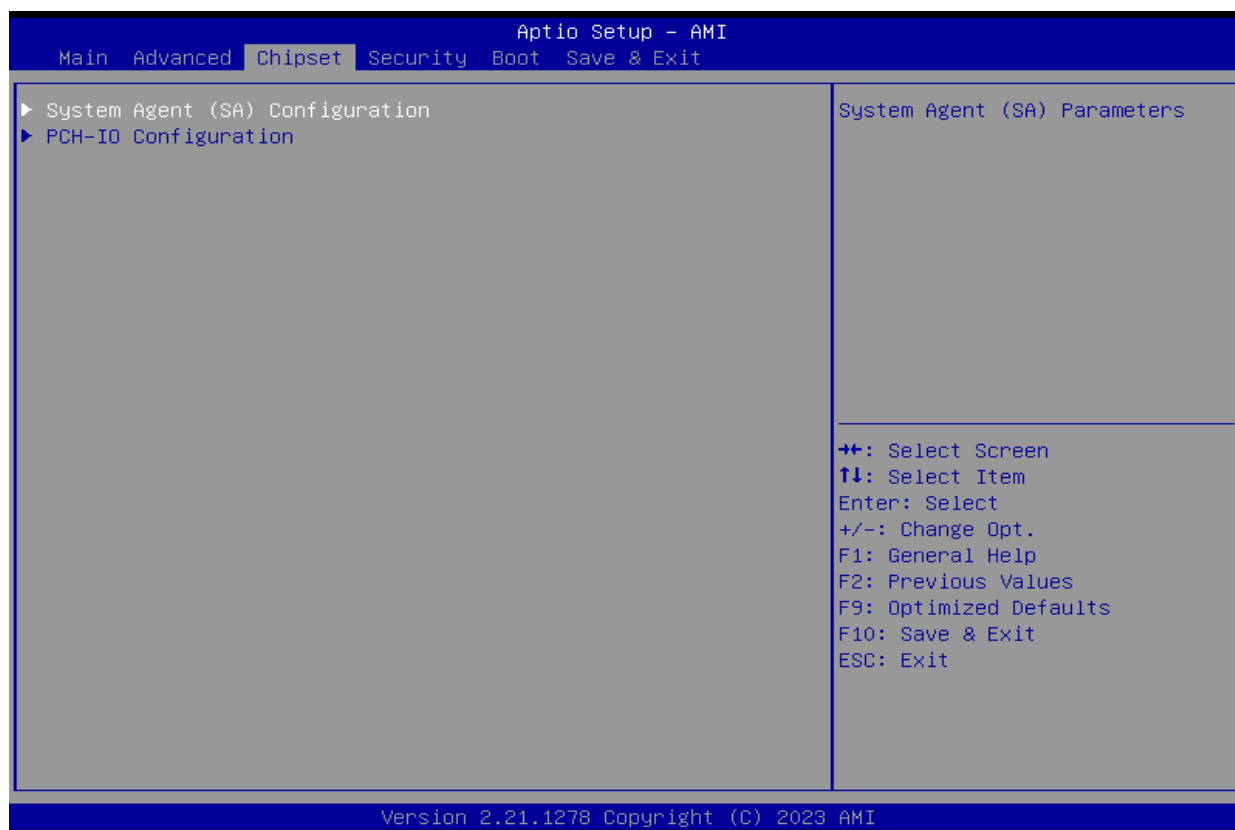 Aptio Setup – AMI
Main Advanced Chipset Security Boot Save & Exit
▶ System Agent (SA) Configuration
▶ PCH-IO Configuration
System Agent (SA) Parameters
→←: Select Screen
↑↓: Select Item
Enter: Select
+/-: Change Opt.
F1: General Help
F2: Previous Values
F9: Optimized Defaults
F10: Save & Exit
ESC: Exit
Version 2.21.1278 Copyright (C) 2023 AMI